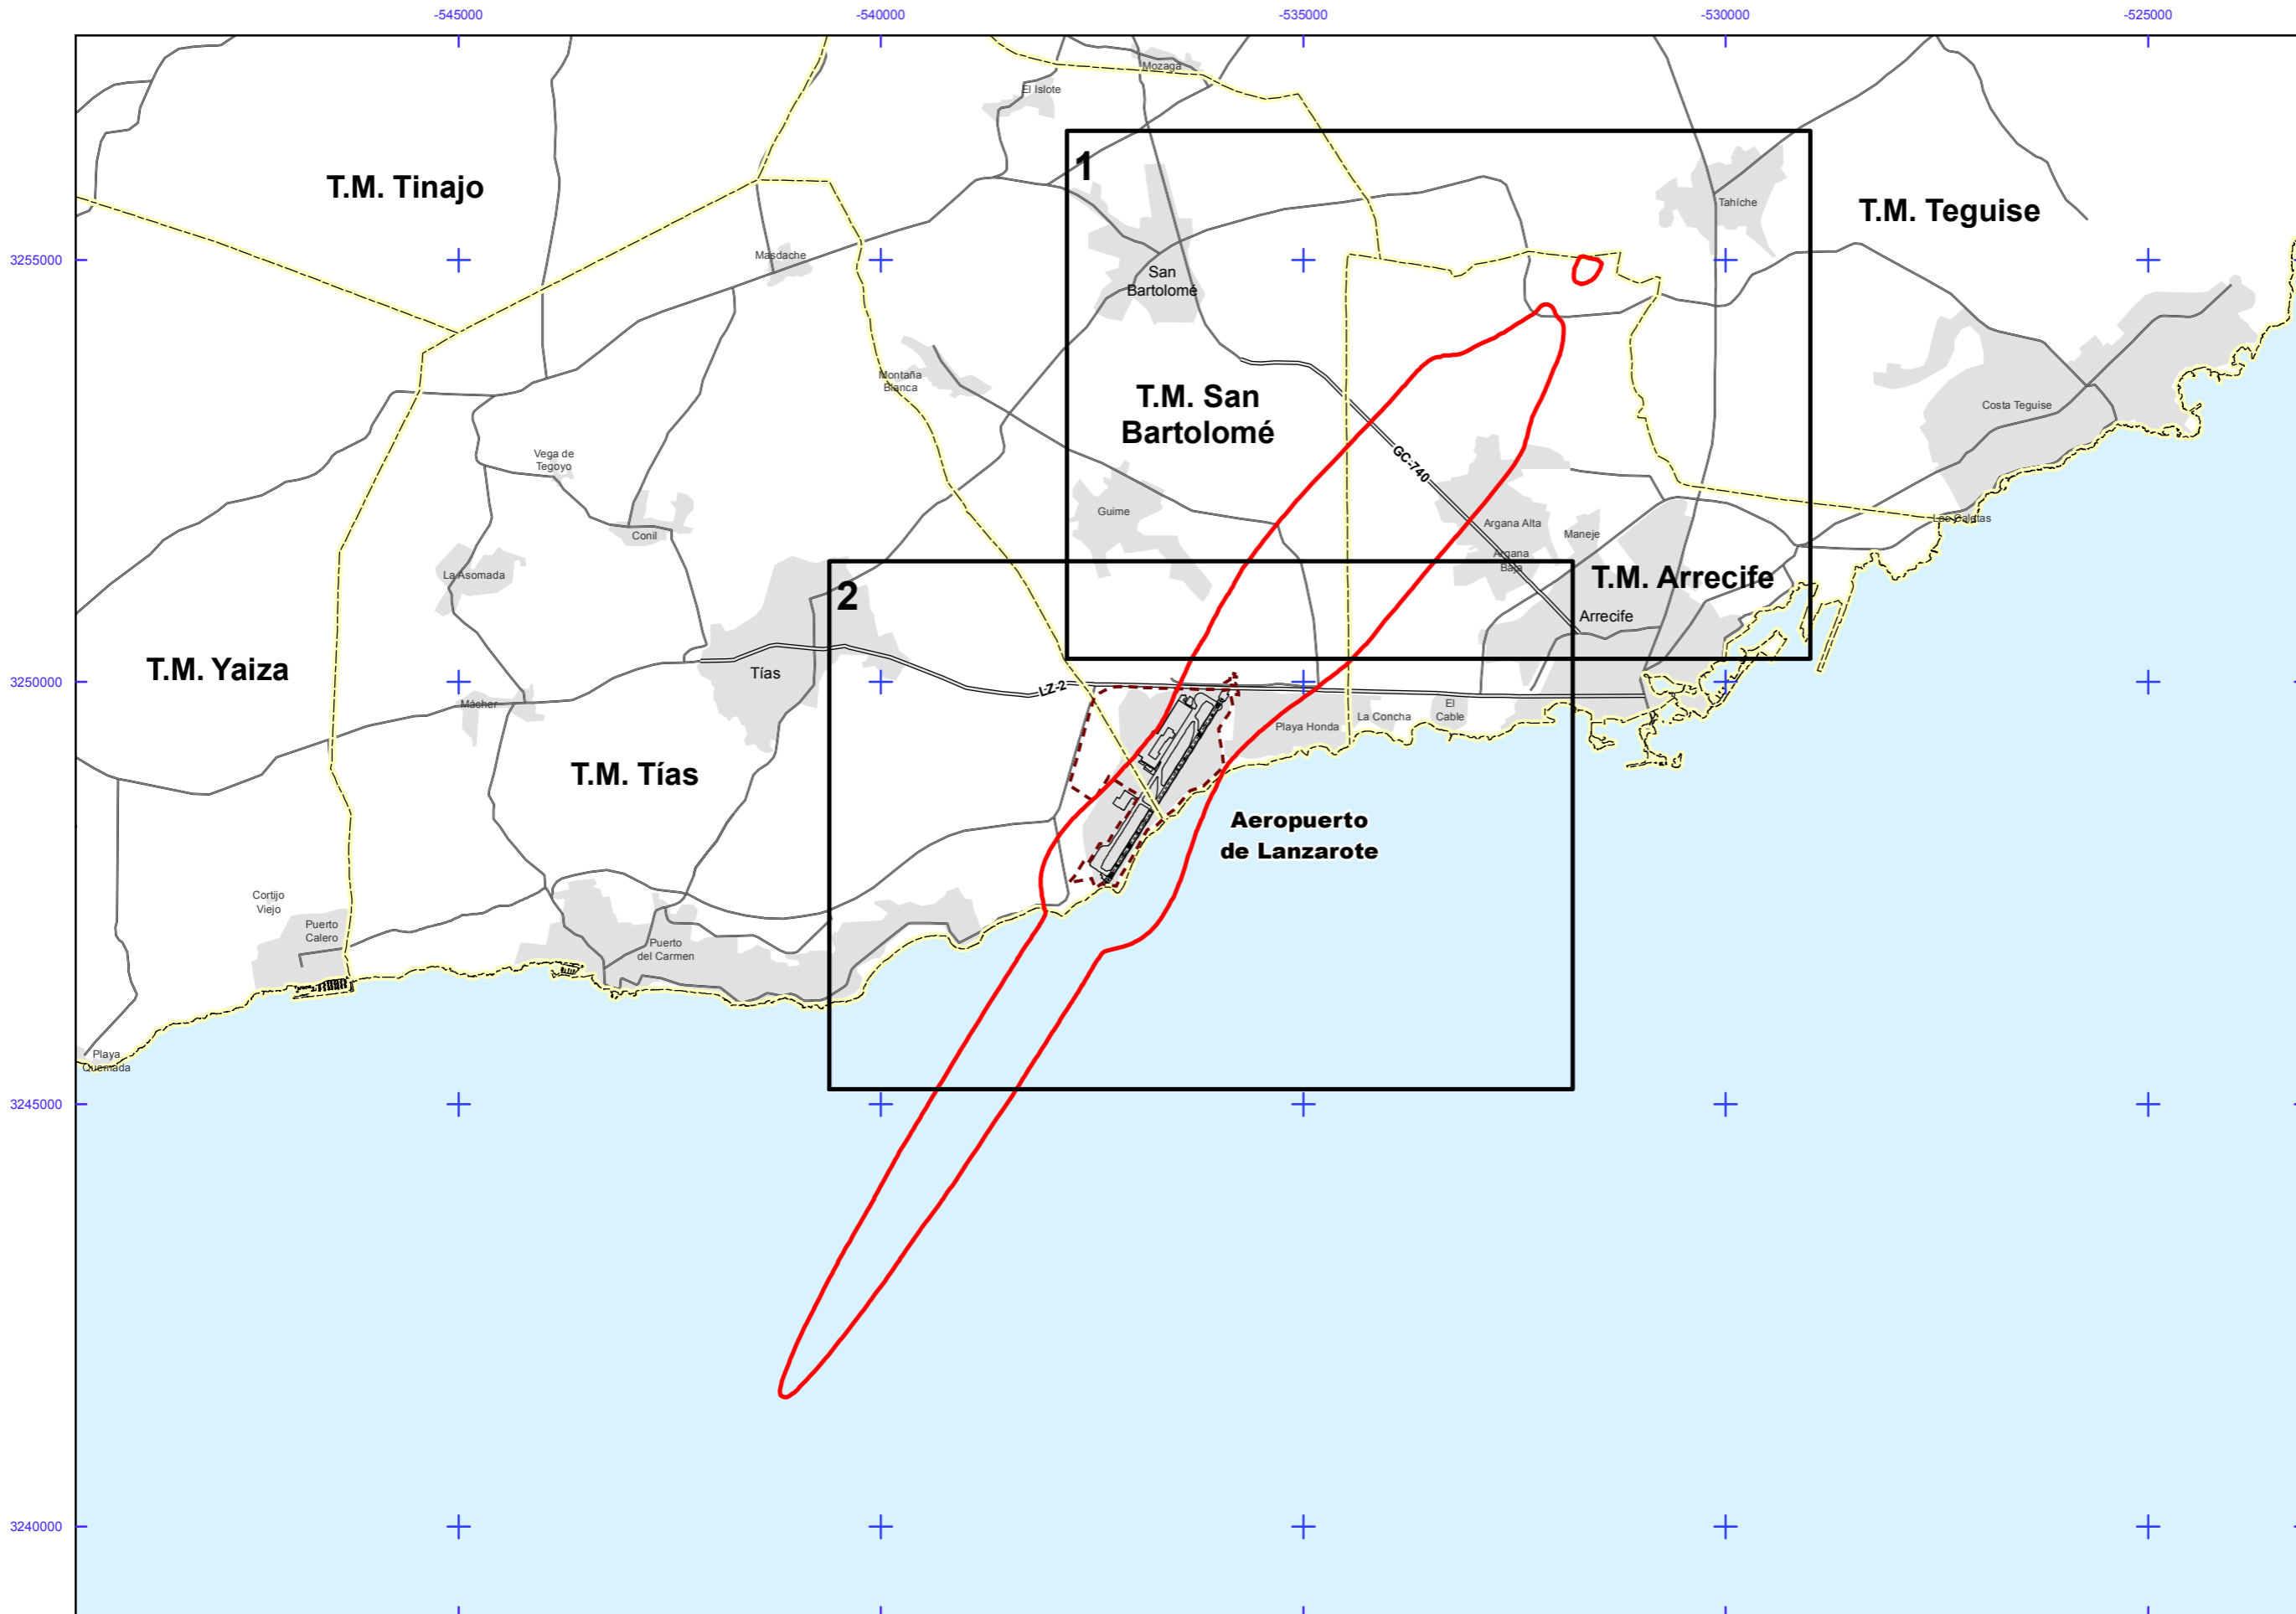 -545000
-540000
-535000
-530000
-525000
Mozaga
El Islote
1
T.M. Tinajo
Tahíche
T.M. Teguise
3255000
Masdache
San
Bartolomé
Montaña
Blanca
T.M. San
Bartolomé
Costa Teguise
GC-740
Vega de
Tegoyo
Guime
Argana Alta
Las Caletas
Conil
Maneje
Argana
Baja
La Asomada
T.M. Arrecife
2
Arrecife
T.M. Yaiza
Tías
3250000
LZ-2
Mácher
El
Cable
La Concha
Playa Honda
T.M. Tías
Aeropuerto
de Lanzarote
Cortijo
Viejo
Puerto
Calero
Puerto
del Carmen
Playa
Quemada
3245000
3240000